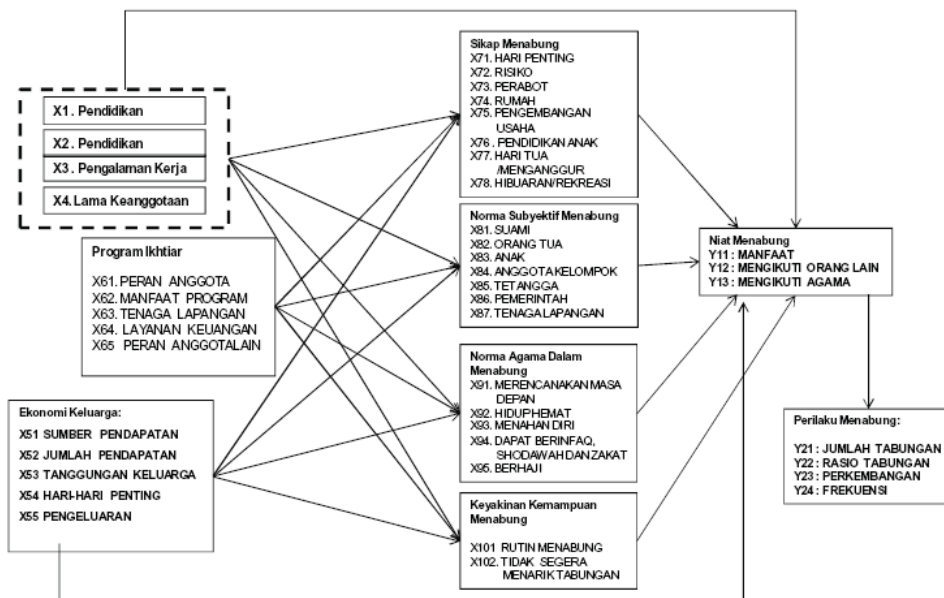 X1. Pendidikan
X2. Pendidikan
X3. Pengalaman Kerja
X4. Lama Keanggotaan
Program Ikhtiar
X61. PERAN ANGGOTA
X62. MANFAAT PROGRAM
X63. TENAGA LAPANGAN
X64. LAYANAN KEUANGAN
X65 PERAN ANGGOTALAIN
Ekonomi Keluarga:
X51 SUMBER PENDAPATAN
X52 JUMLAH PENDAPATAN
X53 TANGGUNGAN KELUARGA
X54 HARI-HARI PENTING
X55 PENGELUARAN
Sikap Menabung
X71. HARI PENTING
X72. RISIKO
X73. PERABOT
X74. RUMAH
X75. PENGEMBANGAN
USAHA
X76 . PENDIDIKAN ANAK
X77. HARI TUA
/MENGANGGUR
X78. HIBUARAN/REKREASI
Norma Subyektif Menabung
X81. SUAMI
X82. ORANG TUA
X83. ANAK
X84. ANGGOTA KELOMPOK
X85. TETANGGA
X86. PEMERINTAH
X87. TENAGA LAPANGAN
Norma Agama Dalam
Menabung
X91. MERENCANAKAN MASA
DEPAN
X92. HIDUP HEMAT
X93. MENAHAN DIRI
X94. DAPAT BERINFAQ,
SHODAWAH DAN ZAKAT
X95. BERHAJI
Keyakinan Kemampuan
Menabung
X101 RUTIN MENABUNG
X102. TIDAK SEGERA
MENARIK TABUNGAN
Niat Menabung
Y11 : MANFAAT
Y12 : MENGIKUTI ORANG LAIN
Y13 : MENGIKUTI AGAMA
Perilaku Menabung:
Y21 : JUMLAH TABUNGAN
Y22 : RASIO TABUNGAN
Y23 : PERKEMBANGAN
Y24 : FREKUENSI